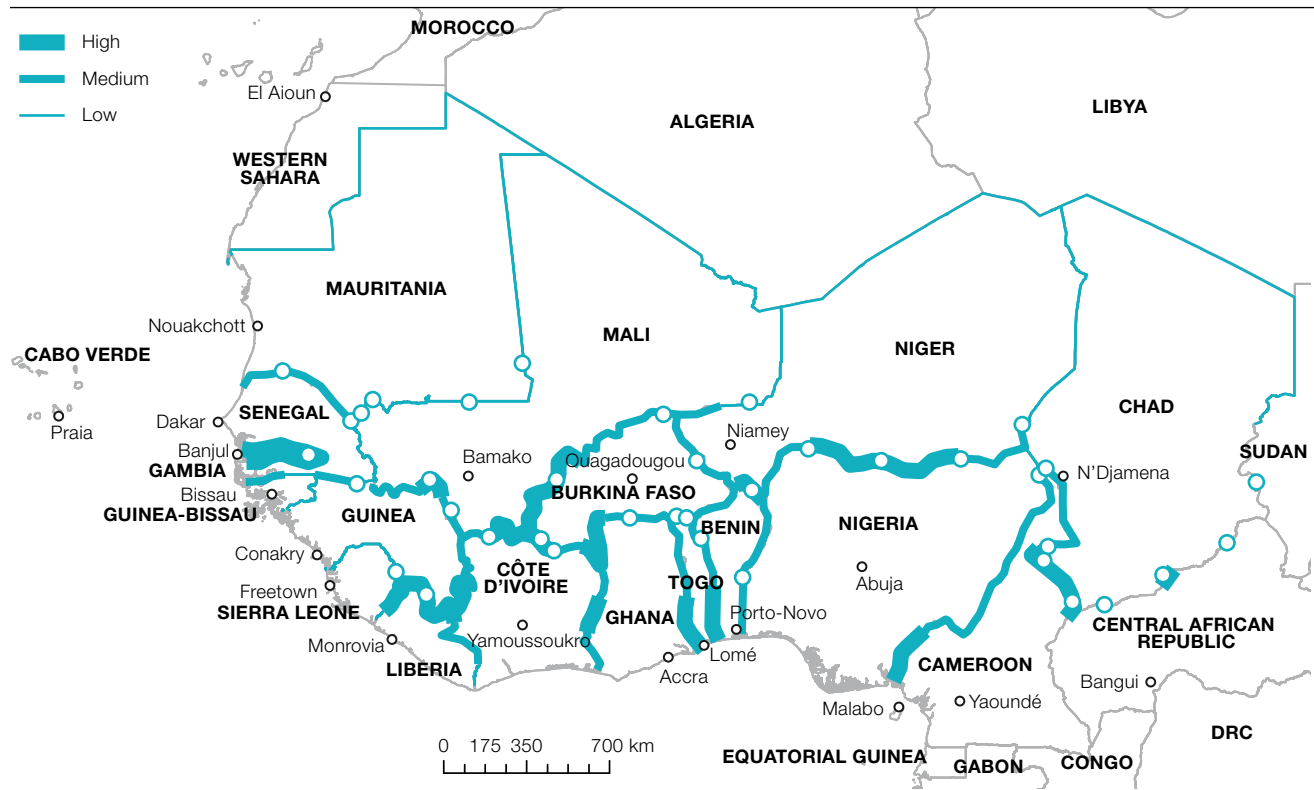 High
Medium
Low
MOROCCO
El Aioun
ALGERIA
LIBYA
WESTERN
SAHARA
MAURITANIA
Nouakchott
MALI
NIGER
CABO VERDE
Praia
Dakar
SENEGAL
CHAD
Banjul
GAMBIA
Bissau
GUINEA-BISSAU
Bamako
Quagadougou
BURKINA FASO
Niamey
N’Djamena
SUDAN
GUINEA
BENIN
NIGERIA
Conakry
Freetown
SIERRA LEONE
CÔTE
D’IVOIRE
TOGO
Abuja
GHANA
Porto-Novo
Yamoussoukro
Monrovia
LIBERIA
Lomé
Accra
CENTRAL AFRICAN
REPUBLIC
CAMEROON
Bangui
Malabo
Yaoundé
DRC
EQUATORIAL GUINEA
GABON
CONGO
0 175 350 700 km